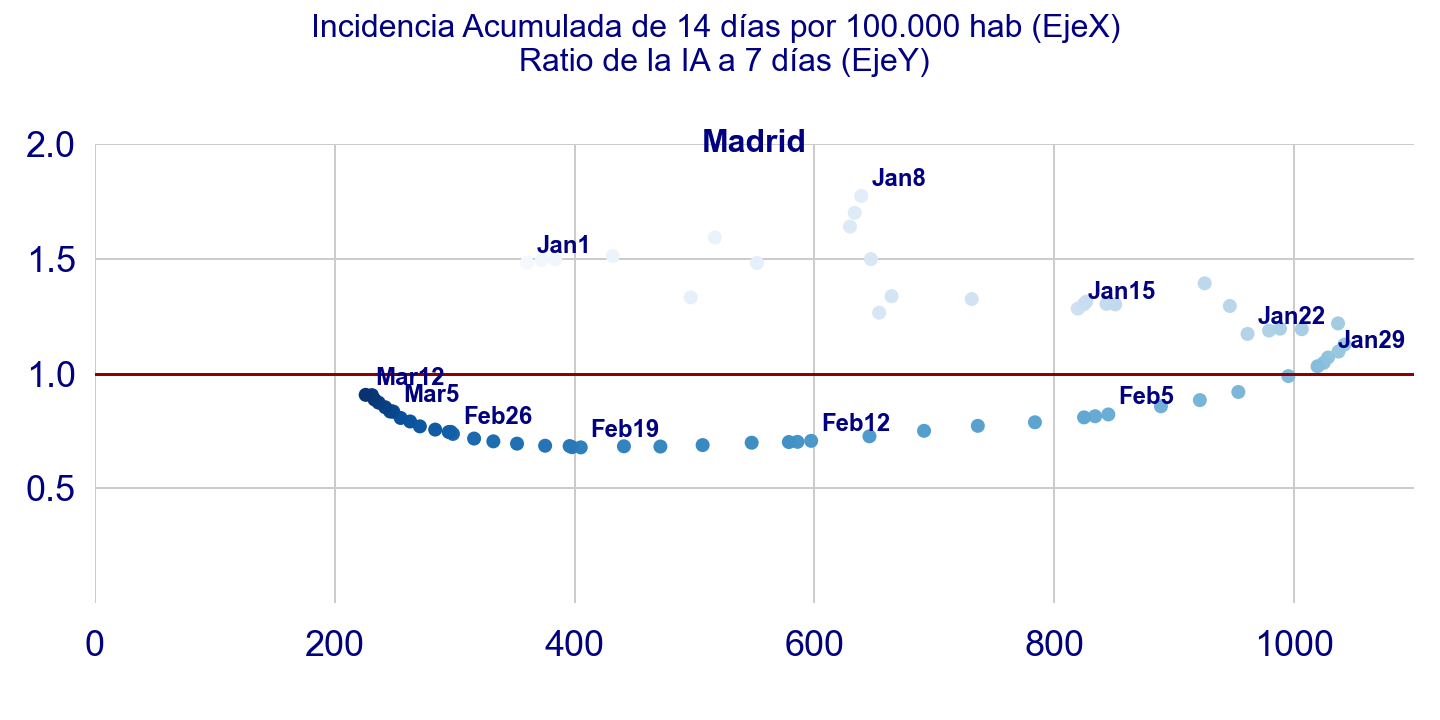 Incidencia Acumulada de 14 días por 100.000 hab (EjeX)
Ratio de la IA a 7 días (EjeY)
Madrid
2.0
Jan8
1.5
Jan1
Jan15
Jan22
Jan29
1.0
Mar12
Mar5
Feb5
Feb26
Feb12
Feb19
0.5
0
200
400
600
800
1000